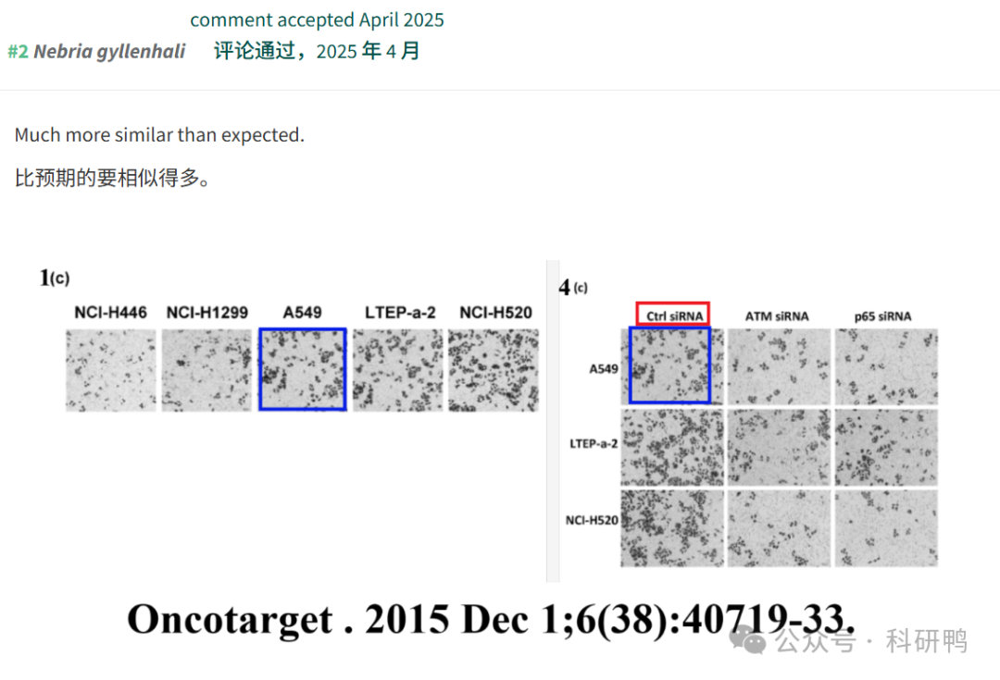 comment accepted April 2025
#2 Nebria gyllenhali 评论通过，2025 年 4 月
Much more similar than expected.
比预期的要相似得多。
1(c)
NCI-H446 NCI-H1299 A549 LTEP-a-2 NCI-H520
4 (c)
Ctrl siRNA ATM siRNA p65 siRNA
A549
LTEP-a-2
NCI-H520
Oncotarget . 2015 Dec 1;6(38):40719-33.
公众号 · 科研鸭